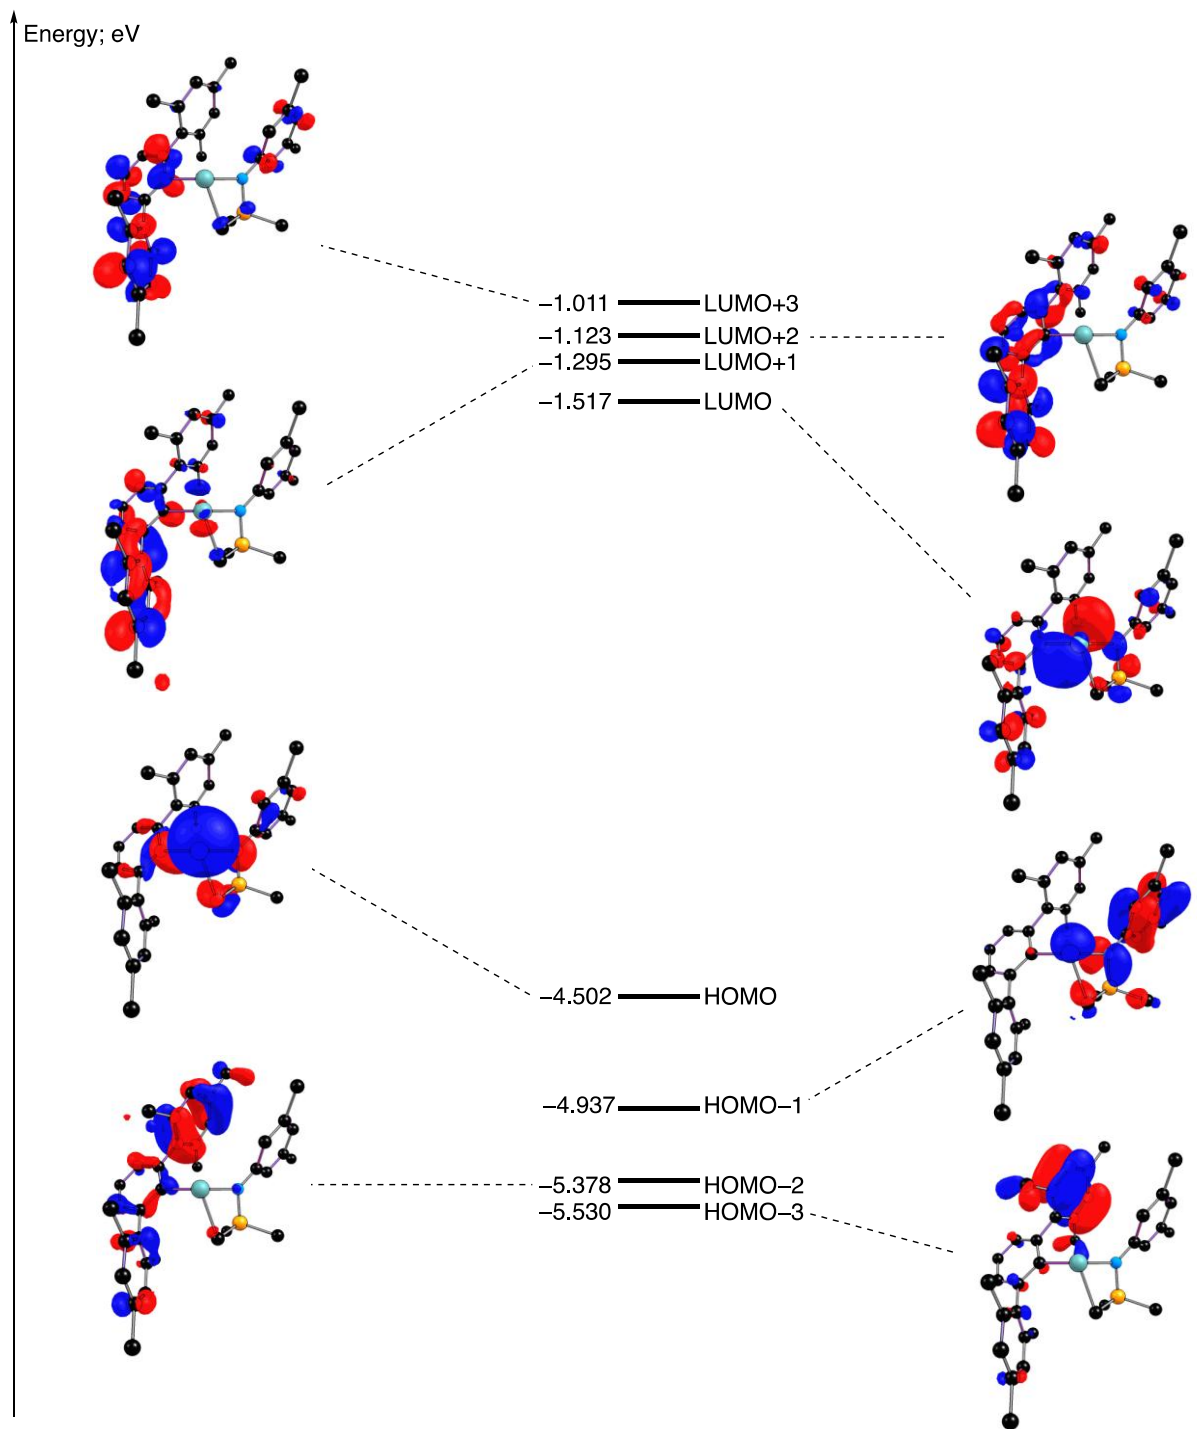 Energy; eV
−1.011 LUMO+3
−1.123 LUMO+2
−1.295 LUMO+1
−1.517 LUMO
−4.502 HOMO
−4.937 HOMO−1
−5.378 HOMO−2
−5.530 HOMO−3